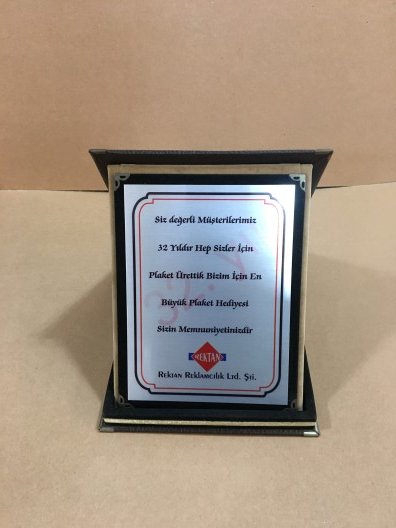 Siz değerli Müşterilerimiz
32 Yıldır Hep Sizler İçin
Plaket Ürettik Bizim İçin En
Büyük Plaket Hediyesi
Sizin Memnuniyetinizdir
32. y
REKTAN
Rektan Reklamcılık Ltd. Şti.